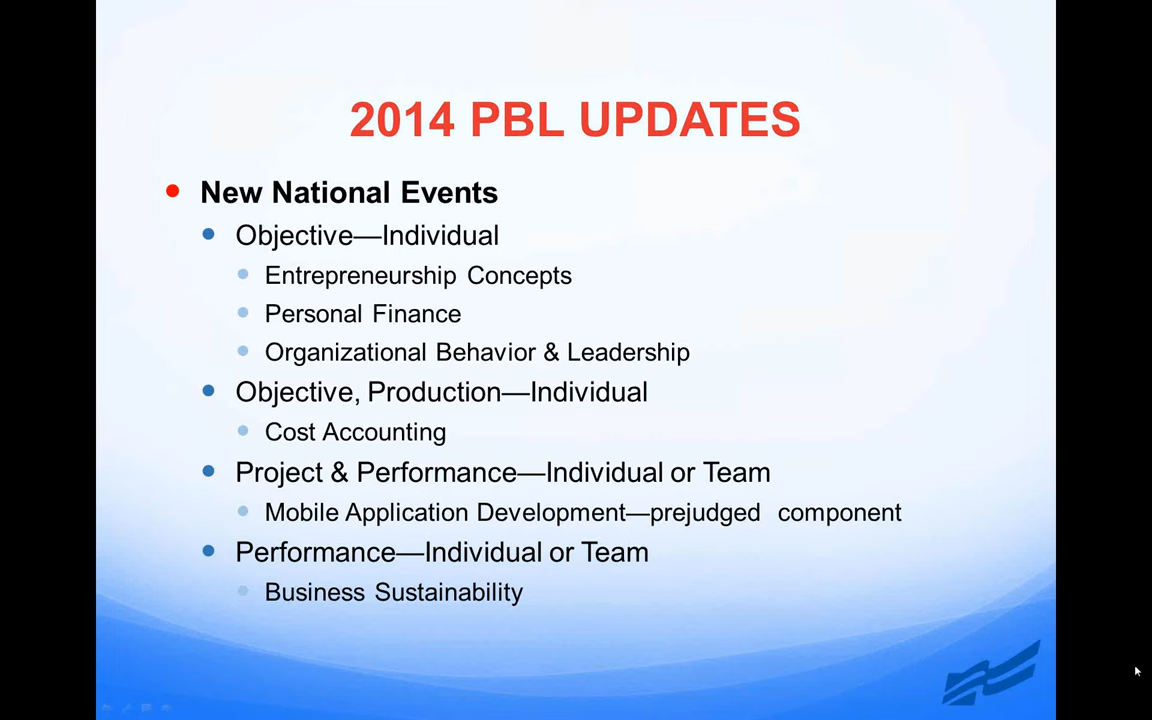 2014 PBL UPDATES
New National Events
Objective—Individual
Entrepreneurship Concepts
Personal Finance
Organizational Behavior & Leadership
Objective, Production—Individual
Cost Accounting
Project & Performance—Individual or Team
Mobile Application Development—prejudged component
Performance—Individual or Team
Business Sustainability